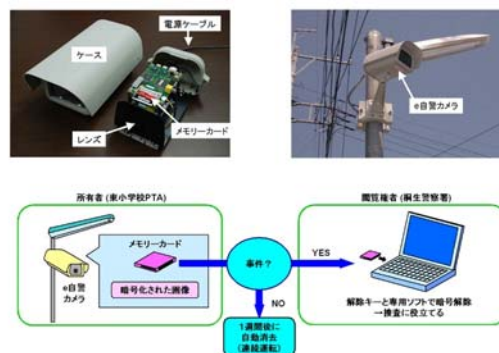 電源ケーブル
ケース
メモリーカード
レンズ
e自警カメラ
所有者 (東小学校PTA)
メモリーカード
暗号化された画像
e自警
カメラ
事件？
YES
NO
1週間後に
自動消去
(連続運転)
閲覧権者 (桐生警察署)
解除キーと専用ソフトで暗号解除
→捜査に役立てる